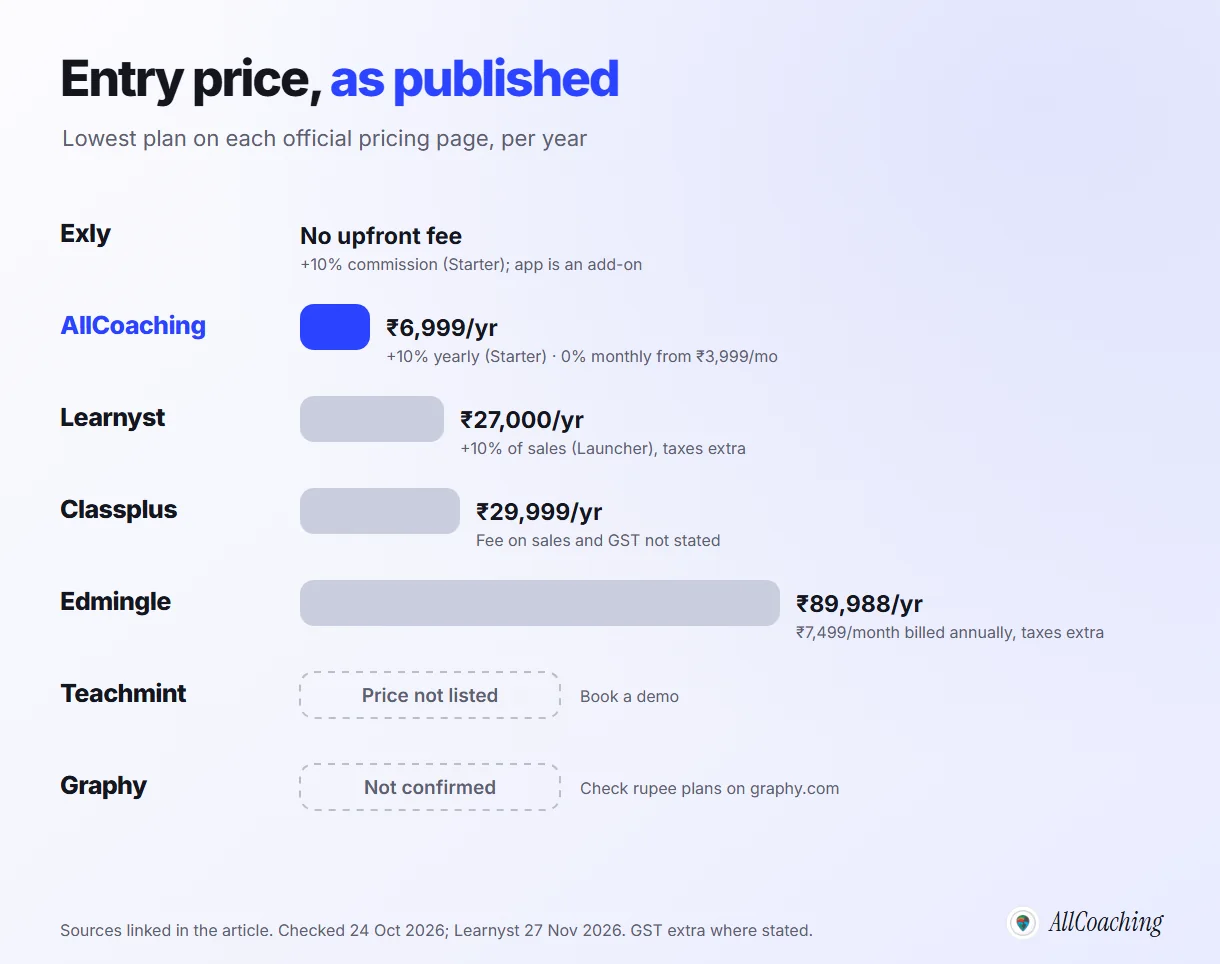 Entry price, as published
Lowest plan on each official pricing page, per year
Exly
No upfront fee
+10% commission (Starter); app is an add-on
AllCoaching
₹6,999/yr
+10% yearly (Starter) · 0% monthly from ₹3,999/mo
Learnyst
₹27,000/yr
+10% of sales (Launcher), taxes extra
Classplus
₹29,999/yr
Fee on sales and GST not stated
Edmingle
₹89,988/yr
₹7,499/month billed annually, taxes extra
Teachmint
Price not listed
Book a demo
Graphy
Not confirmed
Check rupee plans on graphy.com
Sources linked in the article. Checked 24 Oct 2026; Learnyst 27 Nov 2026. GST extra where stated.
AllCoaching